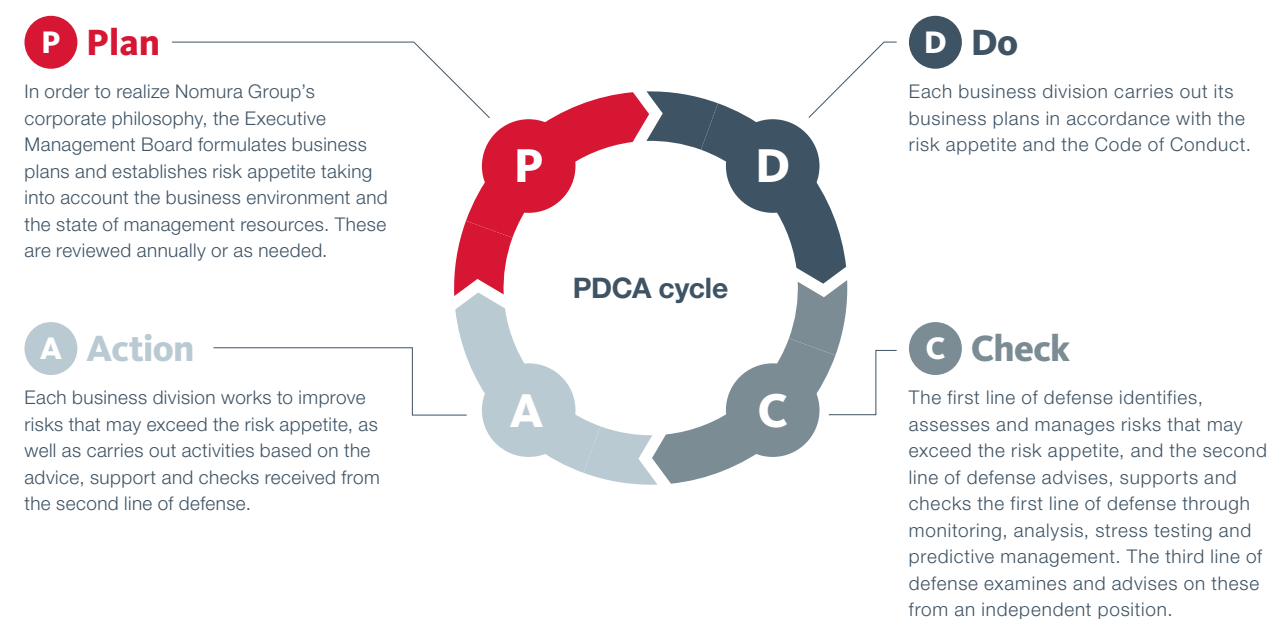 P Plan
In order to realize Nomura Group's
corporate philosophy, the Executive
Management Board formulates business
plans and establishes risk appetite taking
into account the business environment and
the state of management resources. These
are reviewed annually or as needed.
D Do
Each business division carries out its
business plans in accordance with the
risk appetite and the Code of Conduct.
P
D
PDCA cycle
A
C
A Action
Each business division works to improve
risks that may exceed the risk appetite, as
well as carries out activities based on the
advice, support and checks received from
the second line of defense.
C Check
The first line of defense identifies,
assesses and manages risks that may
exceed the risk appetite, and the second
line of defense advises, supports and
checks the first line of defense through
monitoring, analysis, stress testing and
predictive management. The third line of
defense examines and advises on these
from an independent position.